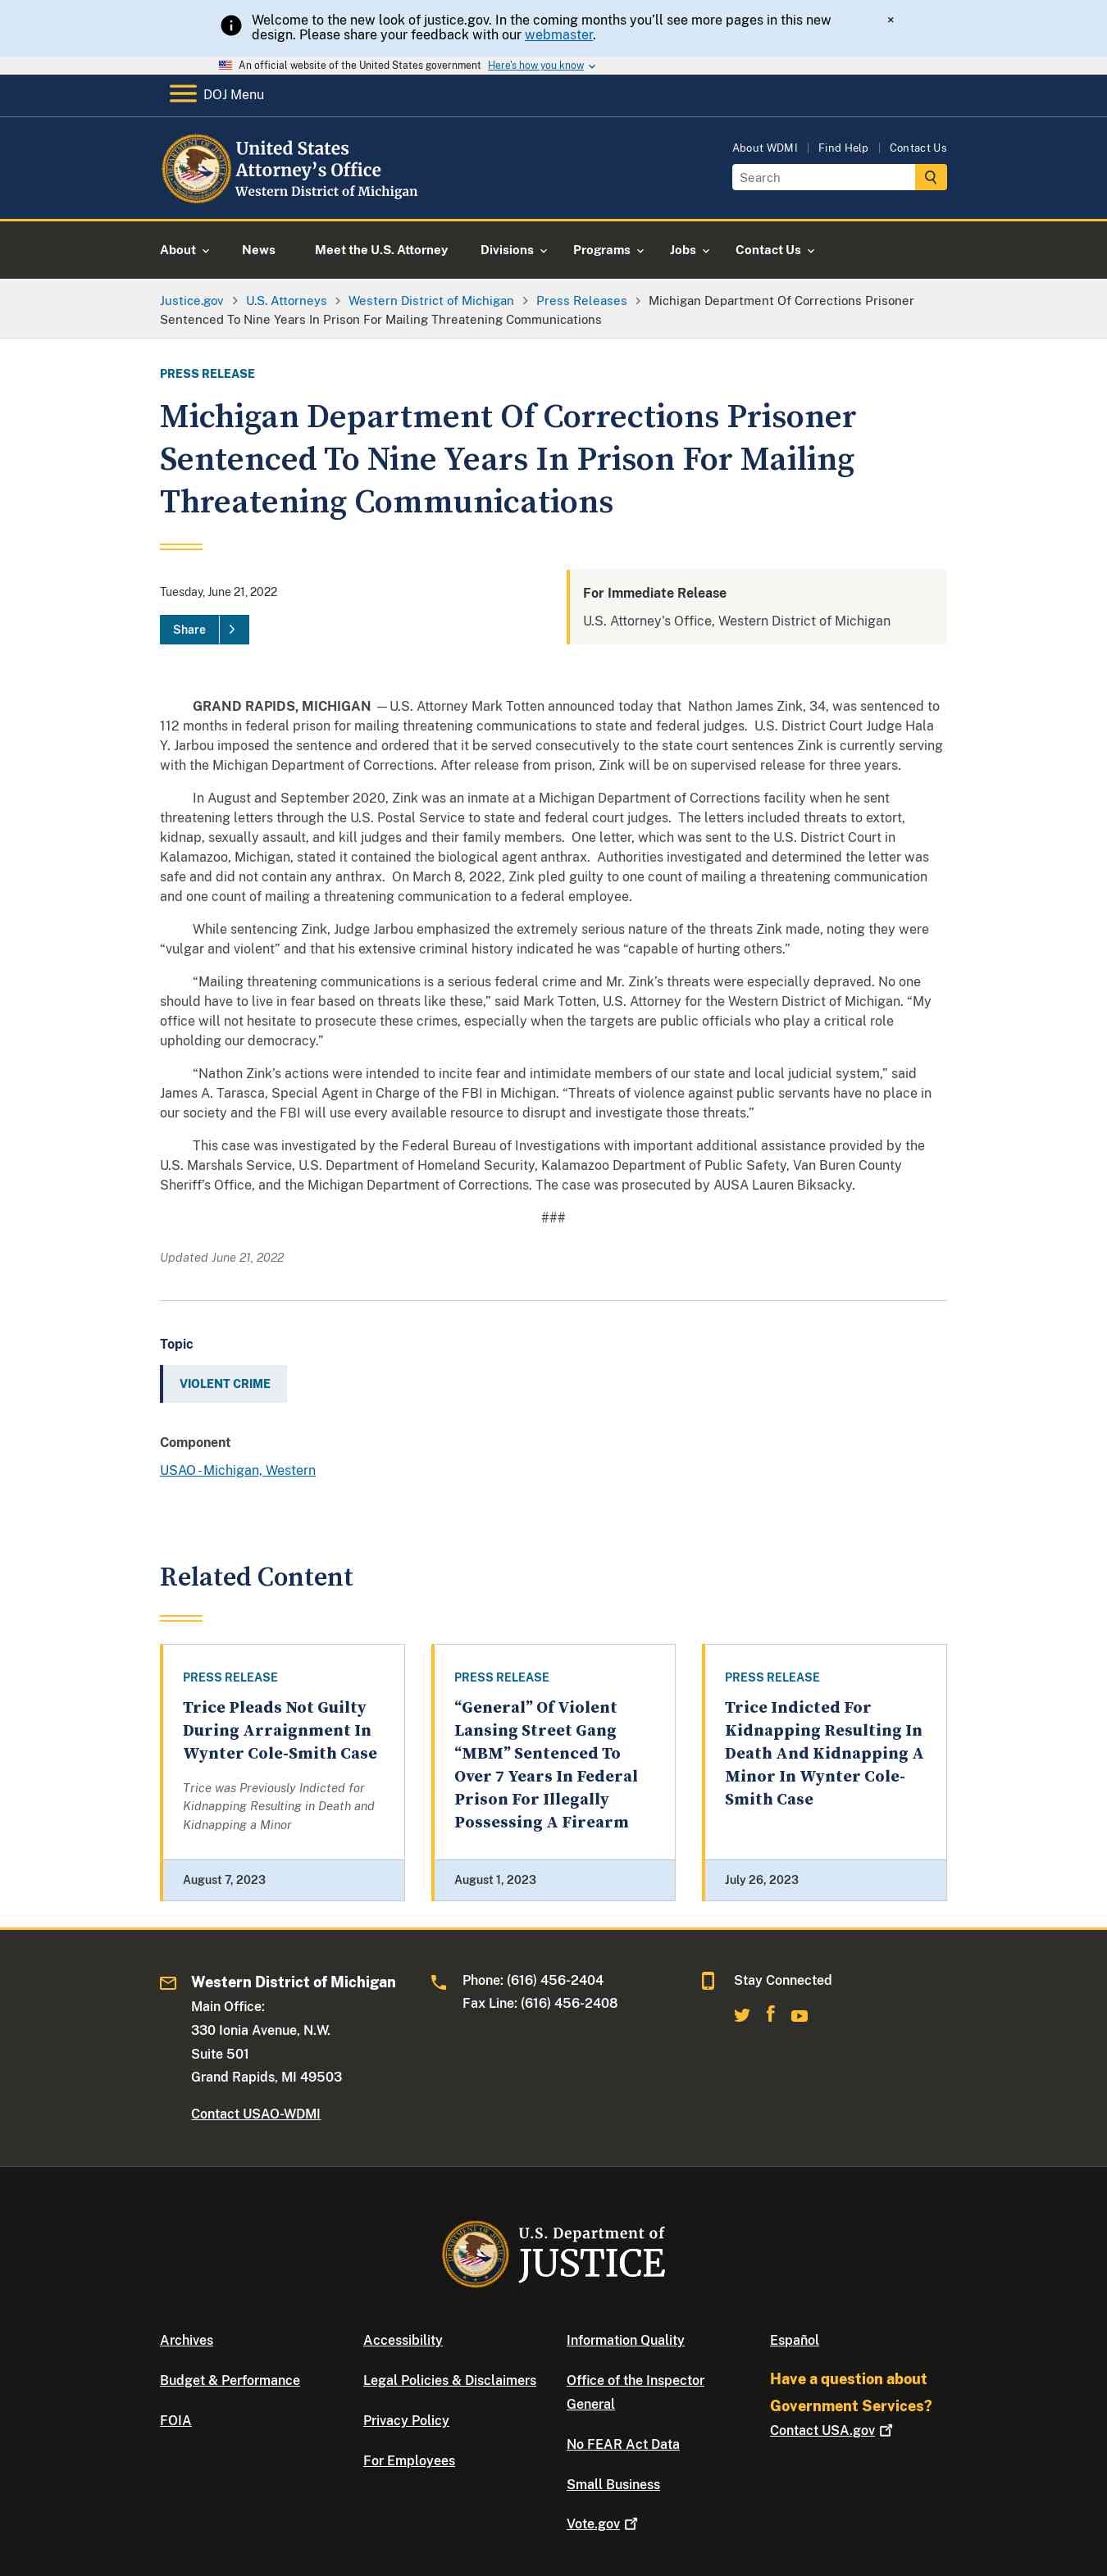 Welcome to the new look of justice.gov. In the coming months you'll see more pages in this new
design. Please share your feedback with our webmaster.
×
An official website of the United States government Here's how you know
DOJ Menu
United States
Attorney's Office
Western District of Michigan
About WDMI | Find Help | Contact Us
Search
About News Meet the U.S. Attorney Divisions Programs Jobs Contact Us
Justice.gov > U.S. Attorneys > Western District of Michigan > Press Releases > Michigan Department Of Corrections Prisoner
Sentenced To Nine Years In Prison For Mailing Threatening Communications
PRESS RELEASE
Michigan Department Of Corrections Prisoner
Sentenced To Nine Years In Prison For Mailing
Threatening Communications
Tuesday, June 21, 2022
Share
For Immediate Release
U.S. Attorney's Office, Western District of Michigan
GRAND RAPIDS, MICHIGAN — U.S. Attorney Mark Totten announced today that Nathon James Zink, 34, was sentenced to
112 months in federal prison for mailing threatening communications to state and federal judges. U.S. District Court Judge Hala
Y. Jarbou imposed the sentence and ordered that it be served consecutively to the state court sentences Zink is currently serving
with the Michigan Department of Corrections. After release from prison, Zink will be on supervised release for three years.
In August and September 2020, Zink was an inmate at a Michigan Department of Corrections facility when he sent
threatening letters through the U.S. Postal Service to state and federal court judges. The letters included threats to extort,
kidnap, sexually assault, and kill judges and their family members. One letter, which was sent to the U.S. District Court in
Kalamazoo, Michigan, stated it contained the biological agent anthrax. Authorities investigated and determined the letter was
safe and did not contain any anthrax. On March 8, 2022, Zink pled guilty to one count of mailing a threatening communication
and one count of mailing a threatening communication to a federal employee.
While sentencing Zink, Judge Jarbou emphasized the extremely serious nature of the threats Zink made, noting they were
“vulgar and violent” and that his extensive criminal history indicated he was “capable of hurting others.”
“Mailing threatening communications is a serious federal crime and Mr. Zink's threats were especially depraved. No one
should have to live in fear based on threats like these,” said Mark Totten, U.S. Attorney for the Western District of Michigan. “My
office will not hesitate to prosecute these crimes, especially when the targets are public officials who play a critical role
upholding our democracy.”
“Nathon Zink's actions were intended to incite fear and intimidate members of our state and local judicial system,” said
James A. Tarasca, Special Agent in Charge of the FBI in Michigan. “Threats of violence against public servants have no place in
our society and the FBI will use every available resource to disrupt and investigate those threats.”
This case was investigated by the Federal Bureau of Investigations with important additional assistance provided by the
U.S. Marshals Service, U.S. Department of Homeland Security, Kalamazoo Department of Public Safety, Van Buren County
Sheriff's Office, and the Michigan Department of Corrections. The case was prosecuted by AUSA Lauren Biksacky.
###
Updated June 21, 2022
Topic
VIOLENT CRIME
Component
USAO - Michigan, Western
Related Content
PRESS RELEASE
Trice Pleads Not Guilty
During Arraignment In
Wynter Cole-Smith Case
Trice was Previously Indicted for
Kidnapping Resulting in Death and
Kidnapping a Minor
August 7, 2023
PRESS RELEASE
“General” Of Violent
Lansing Street Gang
“MBM” Sentenced To
Over 7 Years In Federal
Prison For Illegally
Possessing A Firearm
August 1, 2023
PRESS RELEASE
Trice Indicted For
Kidnapping Resulting In
Death And Kidnapping A
Minor In Wynter Cole-
Smith Case
July 26, 2023
Western District of Michigan
Main Office:
330 Ionia Avenue, N.W.
Suite 501
Grand Rapids, MI 49503
Contact USAO-WDMI
Phone: (616) 456-2404
Fax Line: (616) 456-2408
Stay Connected
U.S. Department of
JUSTICE
Archives
Budget & Performance
FOIA
Accessibility
Legal Policies & Disclaimers
Privacy Policy
For Employees
Information Quality
Office of the Inspector
General
No FEAR Act Data
Small Business
Vote.gov
Español
Have a question about
Government Services?
Contact USA.gov